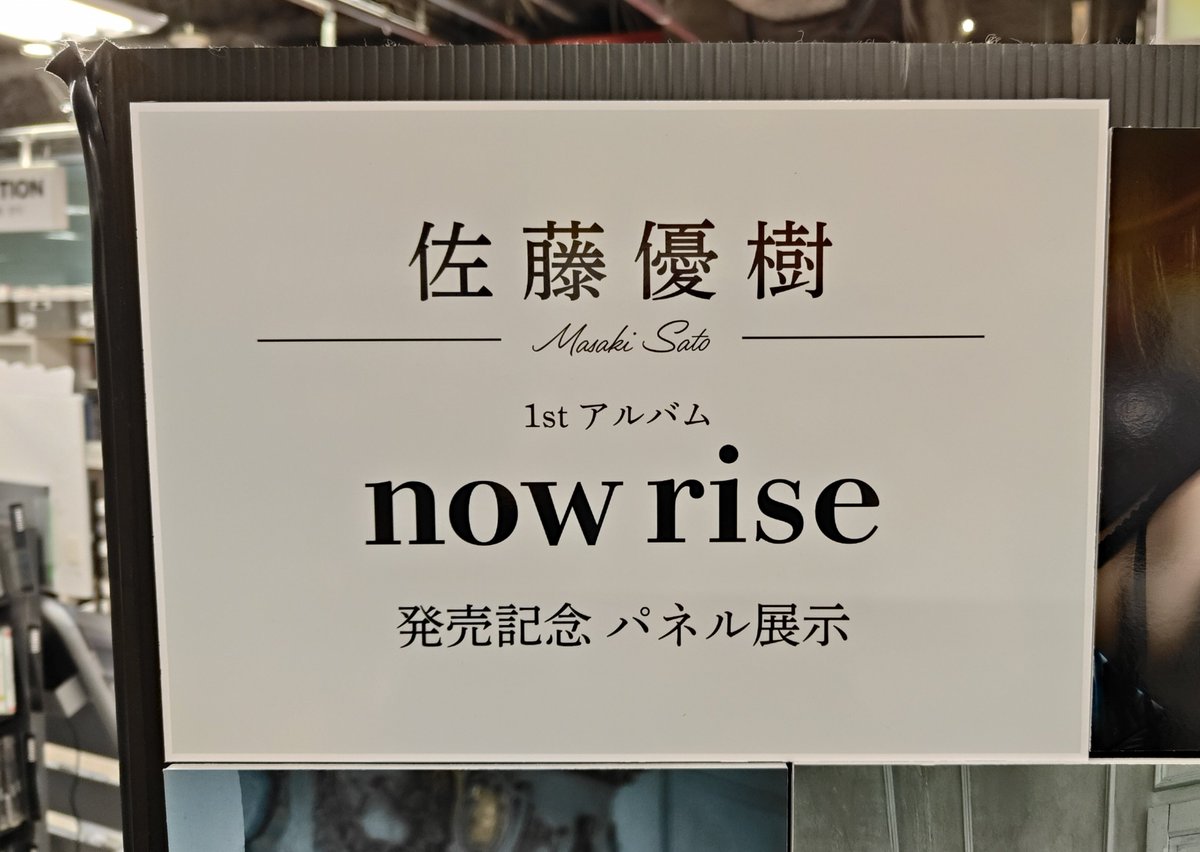 佐藤優樹
Masaki Sato
1st アルバム
now rise
発売記念 パネル展示
TION